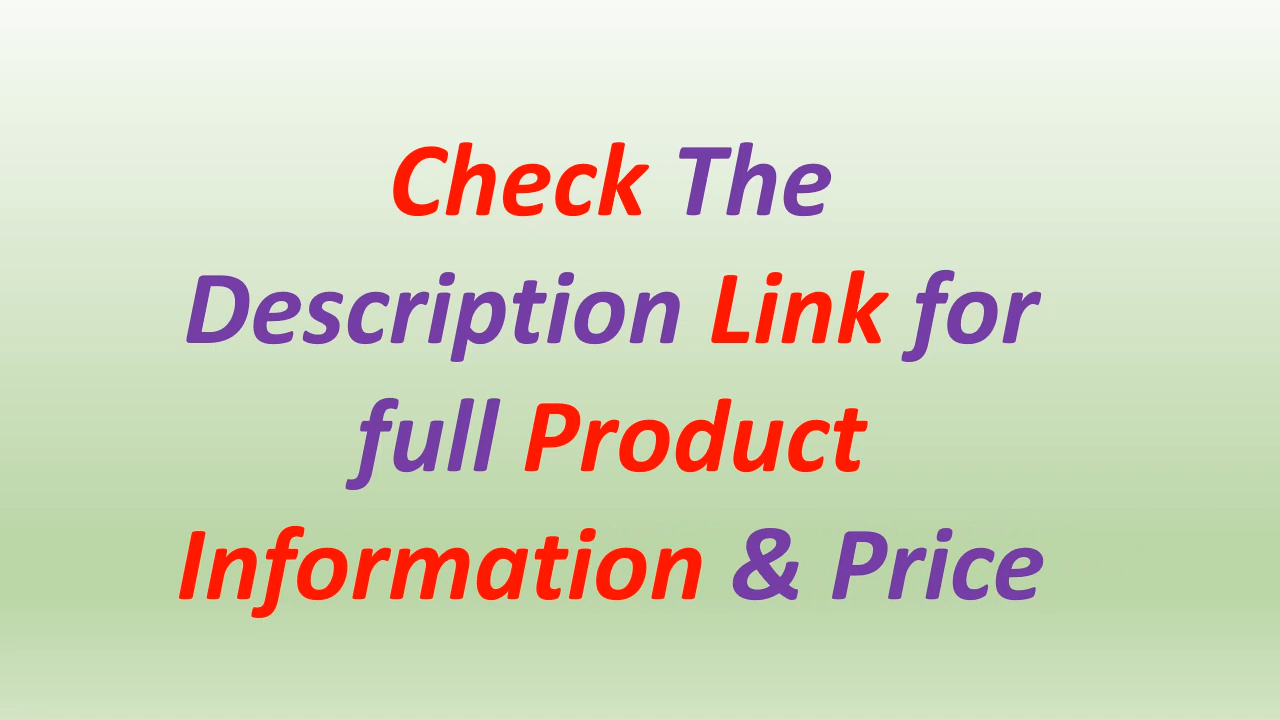 Check The
Description Link for
full Product
Information & Price